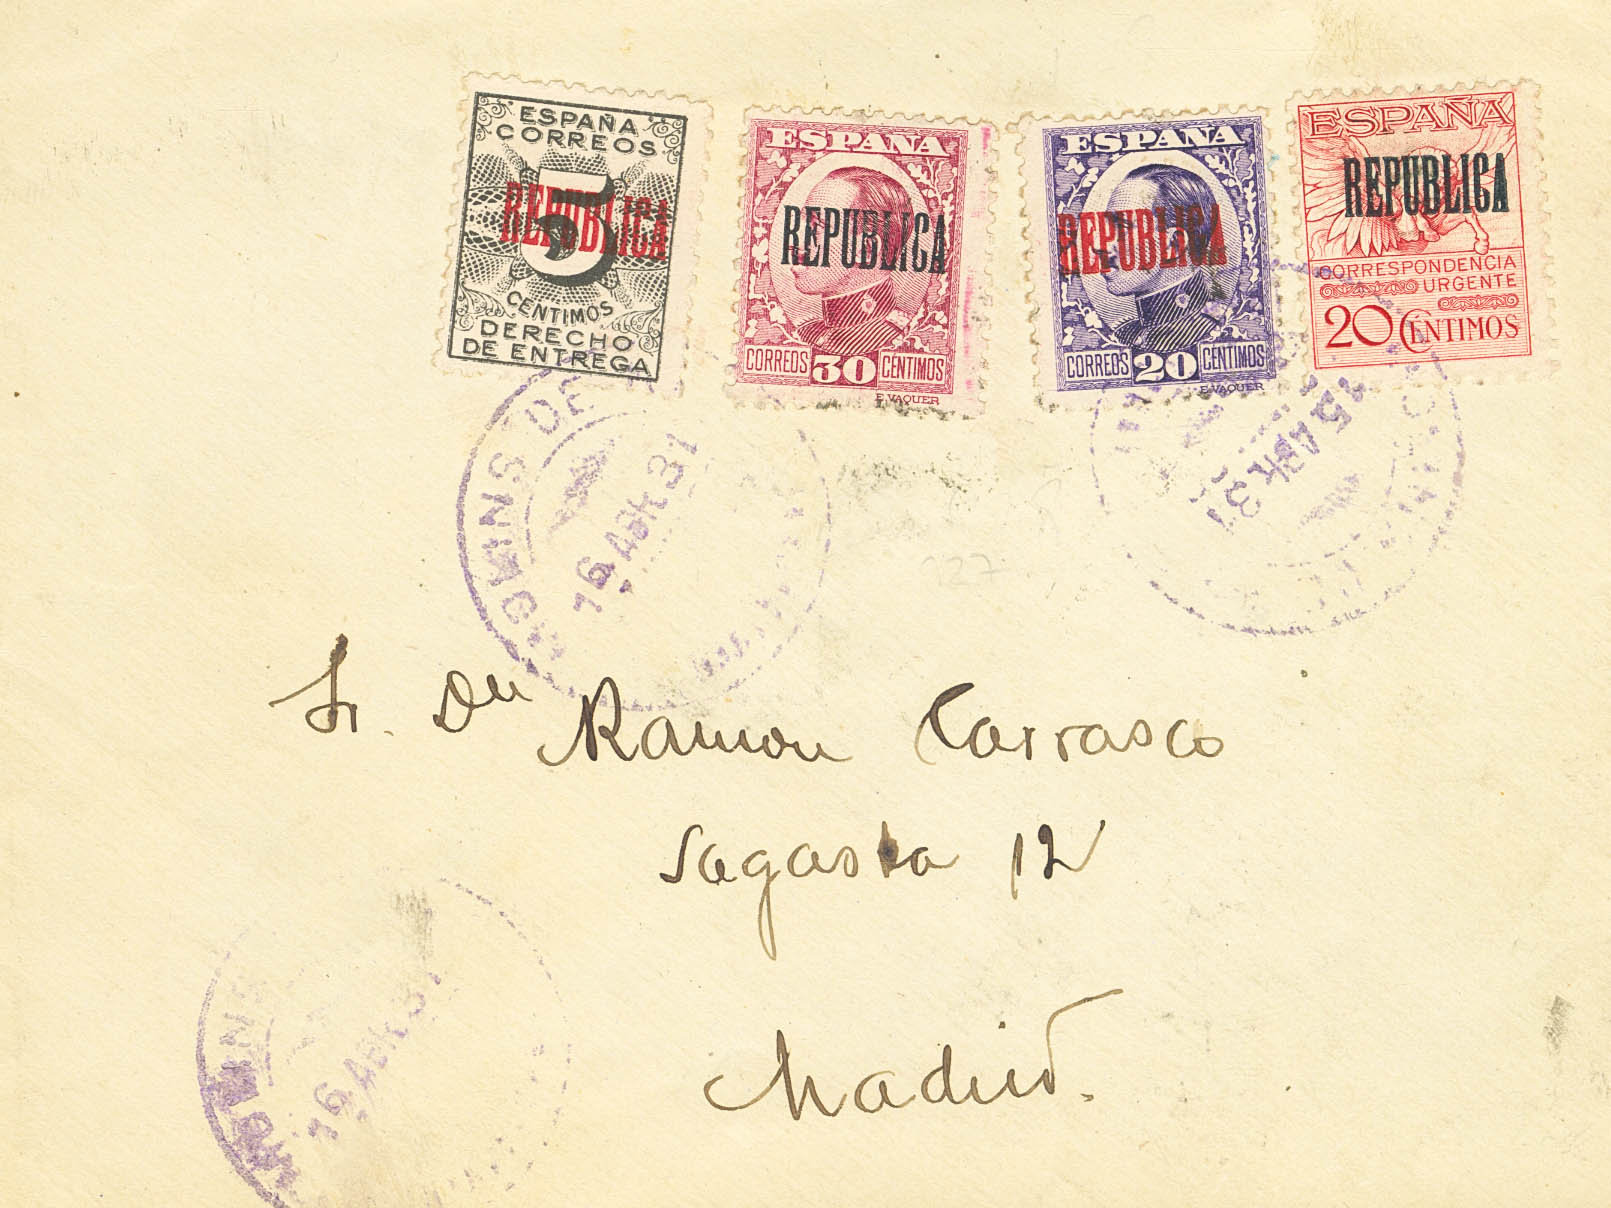 ESPAÑA
CORREOS
5
REPUBLICA
CENTIMOS
DERECHO
DE ENTREGA
ESPAÑA
REPUBLICA
CORREOS 30 CENTIMOS
E. VAQUER
ESPAÑA
REPUBLICA
CORREOS 20 CENTIMOS
E. VAQUER
ESPAÑA
REPUBLICA
CORRESPONDENCIA
URGENTE
20 CENTIMOS
16 ABR 31
15 ABR 31
127
Sr. Dn Ramon Carrasco
Sagasta 12
Madrid.
16 ABR 31